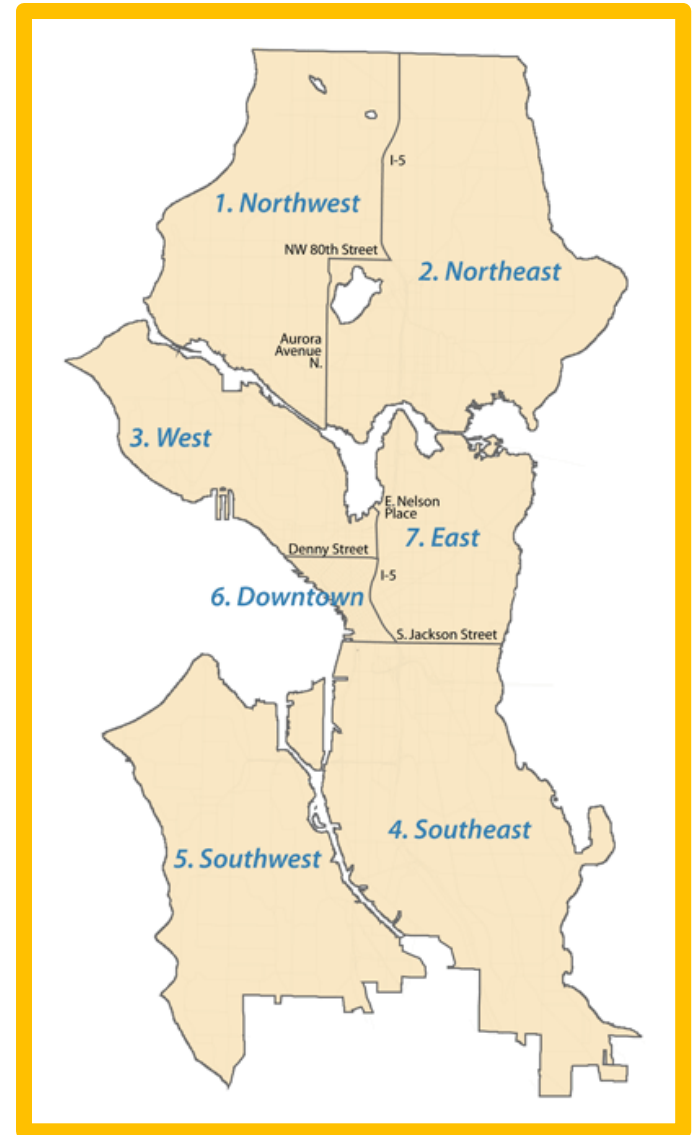 I-5
1. Northwest
NW 80th Street
2. Northeast
Aurora
Avenue
N.
3. West
E. Nelson
Place
7. East
Denny Street
I-5
6. Downtown
S. Jackson Street
4. Southeast
5. Southwest